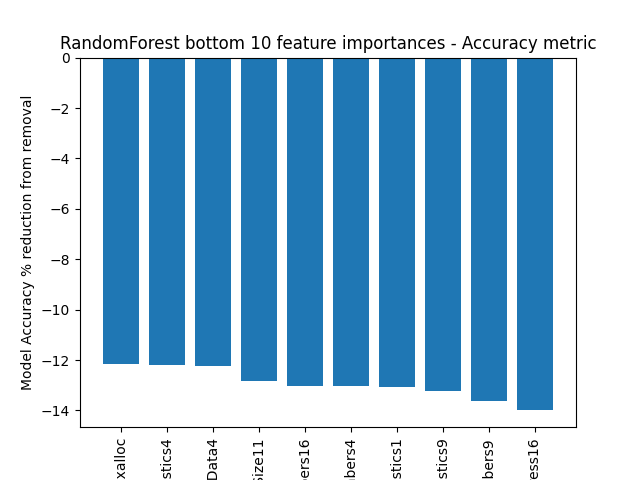 RandomForest bottom 10 feature importances - Accuracy metric
Model Accuracy % reduction from removal
0
−2
−4
−6
−8
−10
−12
−14
xalloc
stics4
Data4
Size11
bers16
bers4
stics1
stics9
bers9
ess16